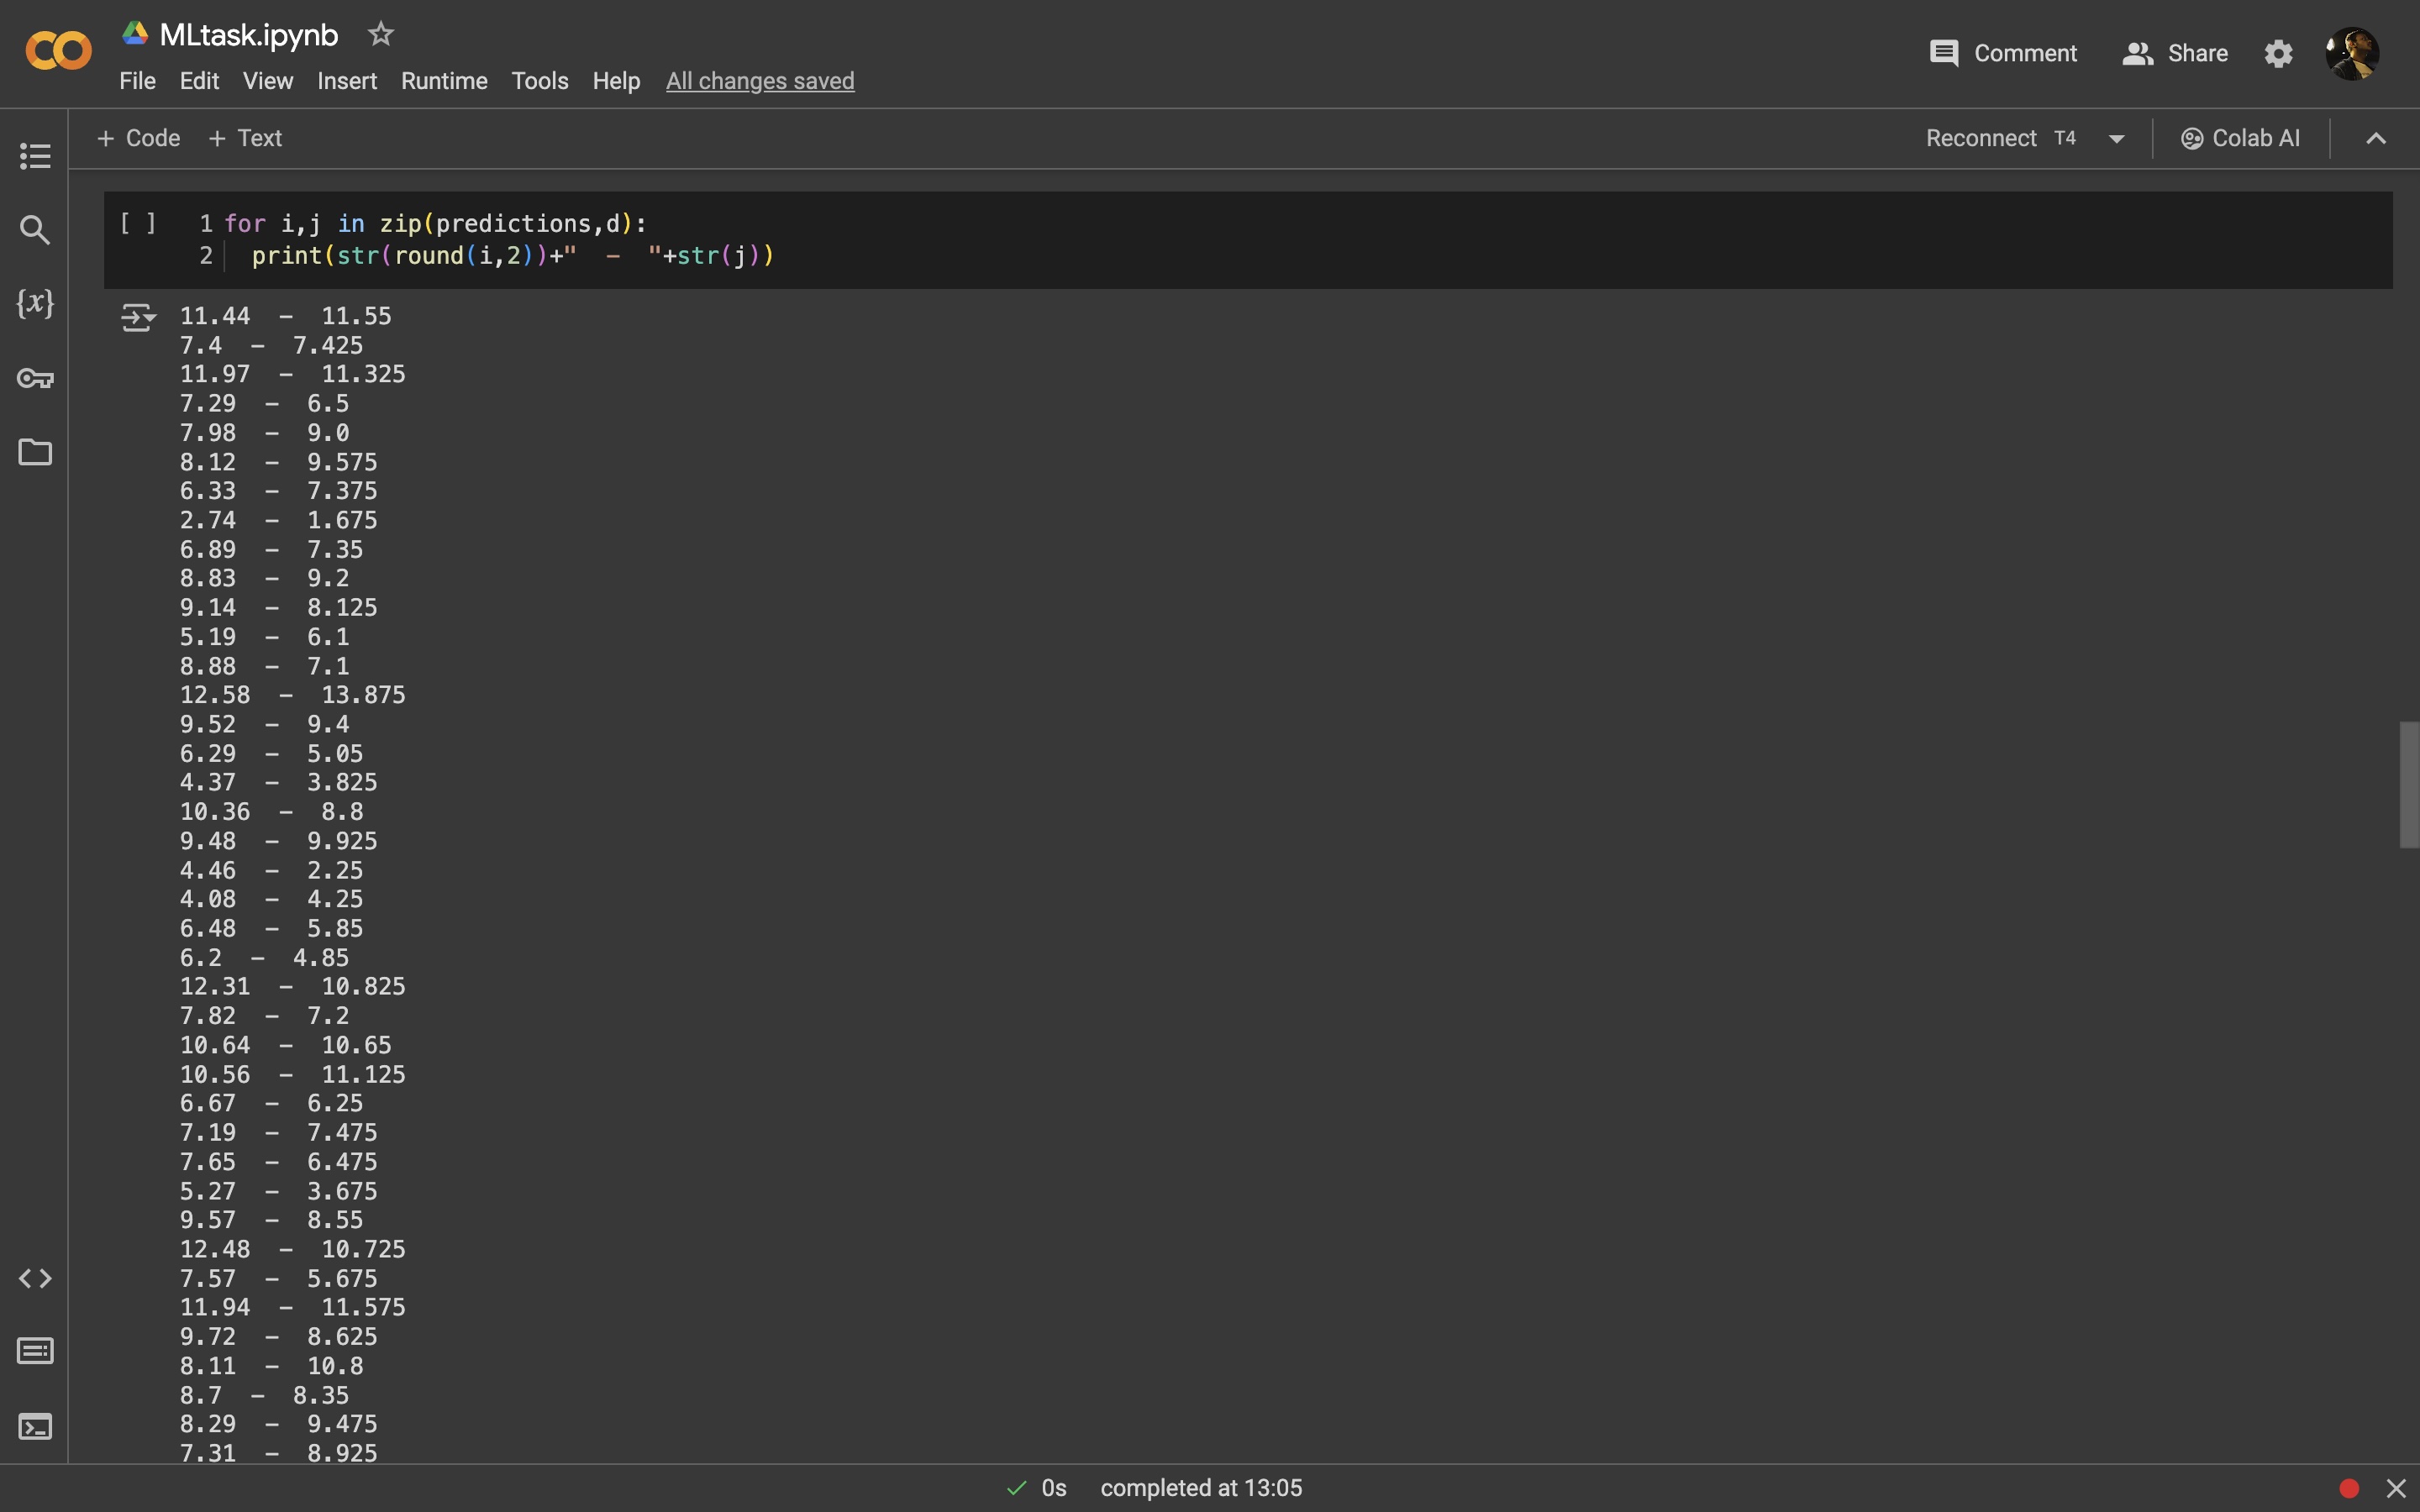 MLtask.ipynb
File Edit View Insert Runtime Tools Help All changes saved
Comment Share
+ Code + Text
Reconnect T4 Colab AI
{x}
[ ] 1 for i,j in zip(predictions,d):
2 print(str(round(i,2))+"  -  "+str(j))
11.44  -  11.55
7.4  -  7.425
11.97  -  11.325
7.29  -  6.5
7.98  -  9.0
8.12  -  9.575
6.33  -  7.375
2.74  -  1.675
6.89  -  7.35
8.83  -  9.2
9.14  -  8.125
5.19  -  6.1
8.88  -  7.1
12.58  -  13.875
9.52  -  9.4
6.29  -  5.05
4.37  -  3.825
10.36  -  8.8
9.48  -  9.925
4.46  -  2.25
4.08  -  4.25
6.48  -  5.85
6.2  -  4.85
12.31  -  10.825
7.82  -  7.2
10.64  -  10.65
10.56  -  11.125
6.67  -  6.25
7.19  -  7.475
7.65  -  6.475
5.27  -  3.675
9.57  -  8.55
12.48  -  10.725
7.57  -  5.675
11.94  -  11.575
9.72  -  8.625
8.11  -  10.8
8.7  -  8.35
8.29  -  9.475
7.31  -  8.925
0s completed at 13:05